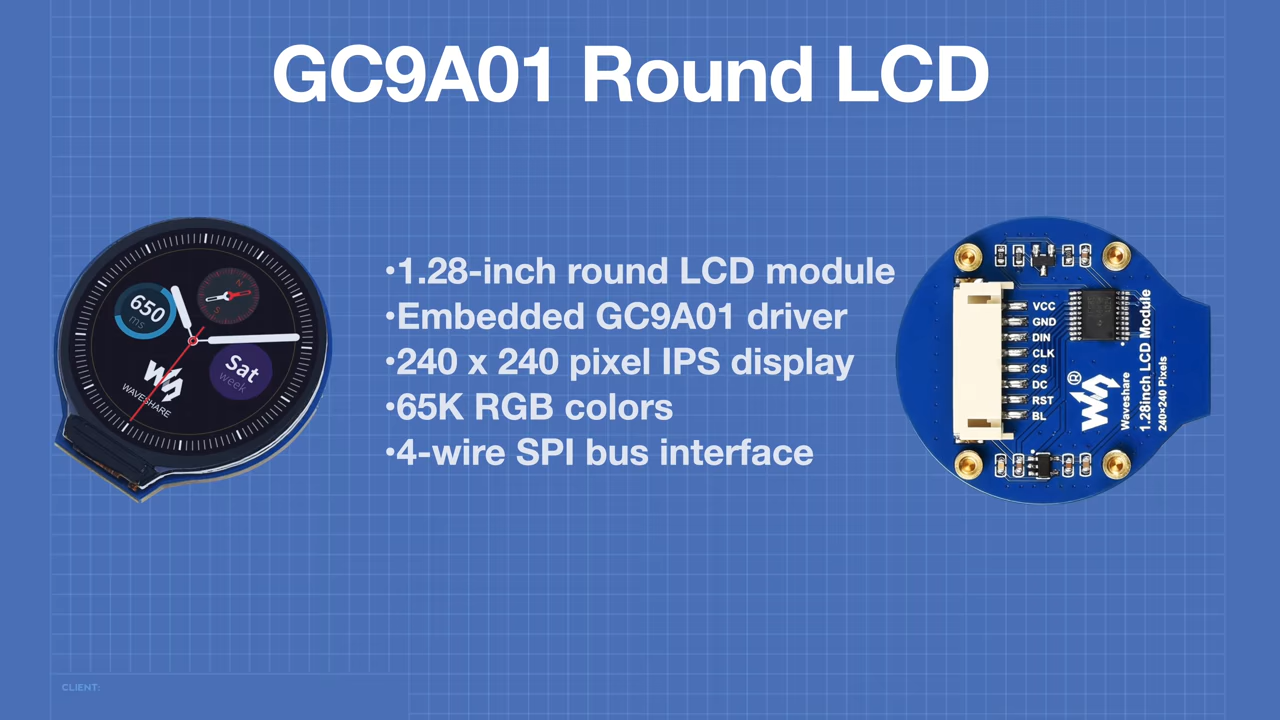 GC9A01 Round LCD
650
ms
N
S
Sat
week
WAVESHARE
•1.28-inch round LCD module
•Embedded GC9A01 driver
•240 x 240 pixel IPS display
•65K RGB colors
•4-wire SPI bus interface
VCC
GND
DIN
CLK
CS
DC
RST
BL
®
Waveshare
1.28inch LCD Module
240×240 Pixels
CLIENT: